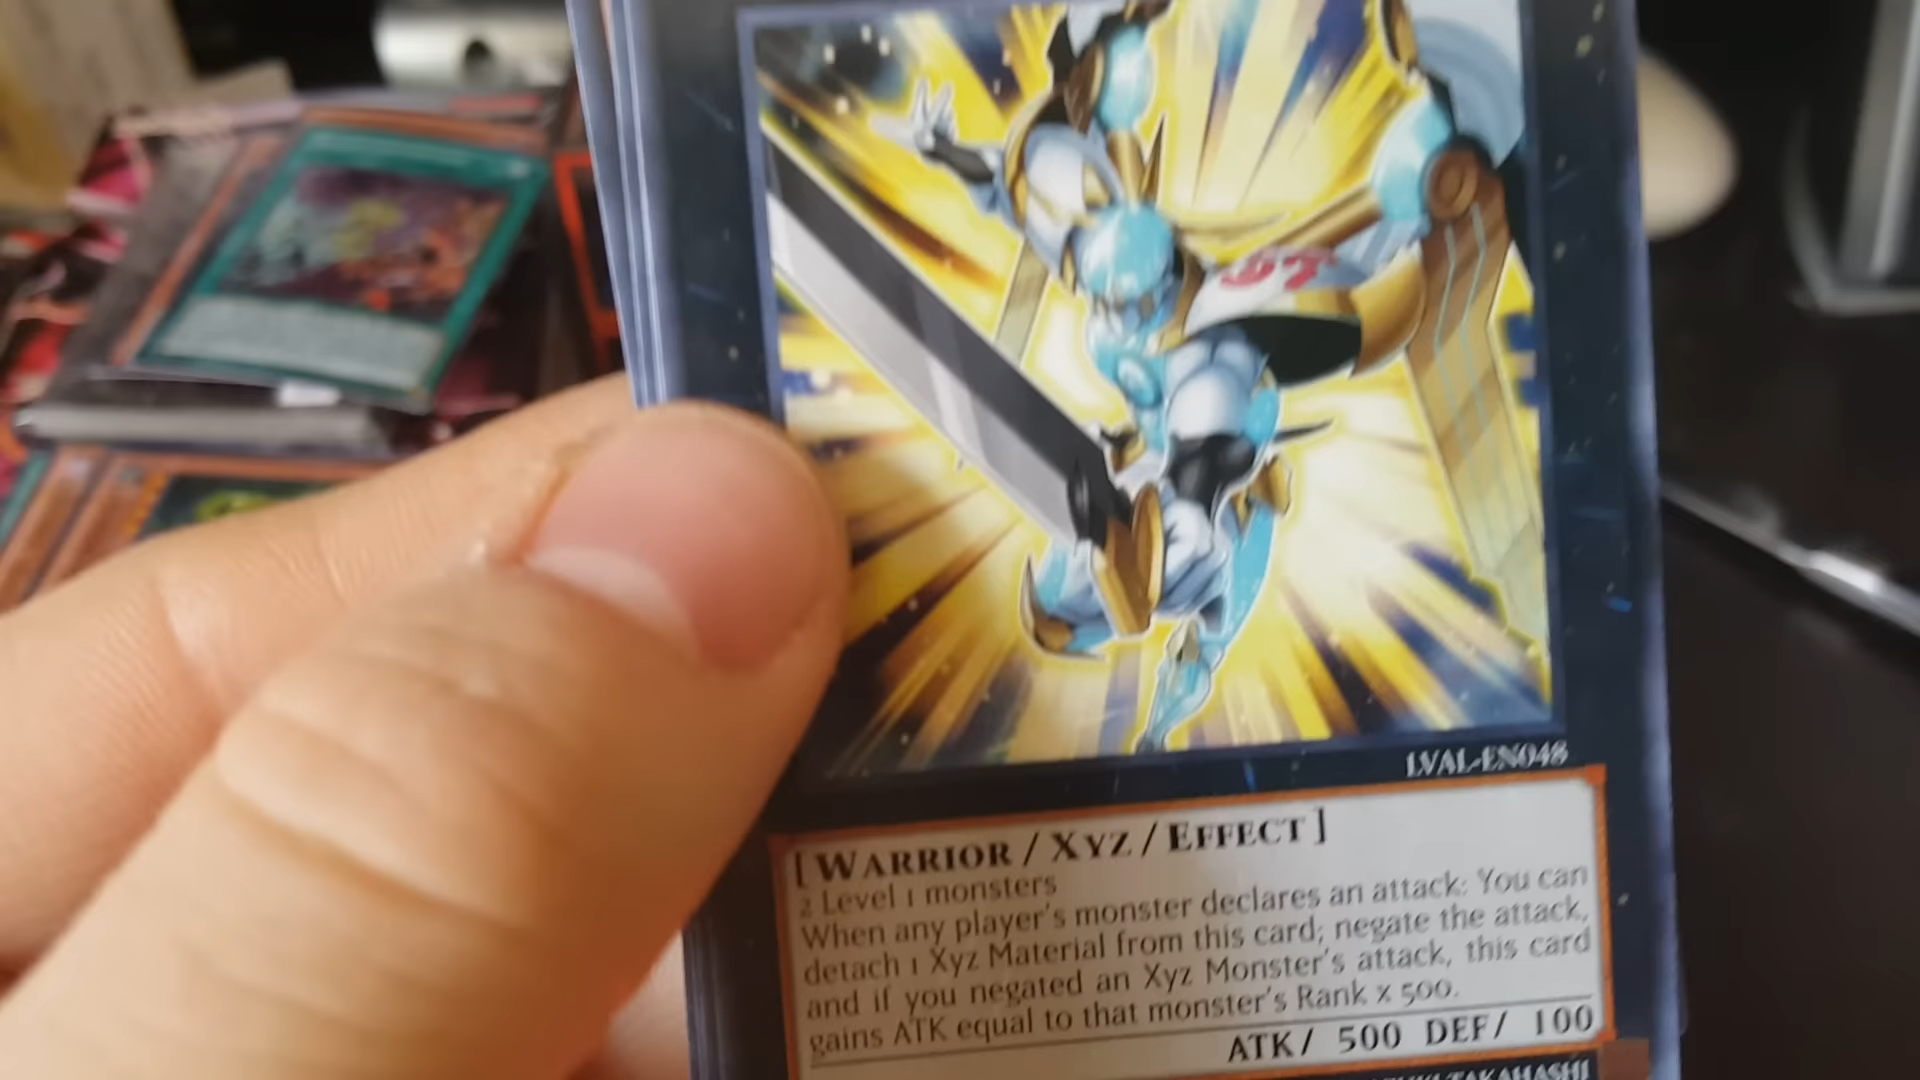 37
LVAL-EN048
[ WARRIOR / XYZ / EFFECT ]
2 Level 1 monsters
When any player's monster declares an attack: You can
detach 1 Xyz Material from this card; negate the attack,
and if you negated an Xyz Monster's attack, this card
gains ATK equal to that monster's Rank x 500.
ATK/ 500 DEF/ 100
TAKAHASHI